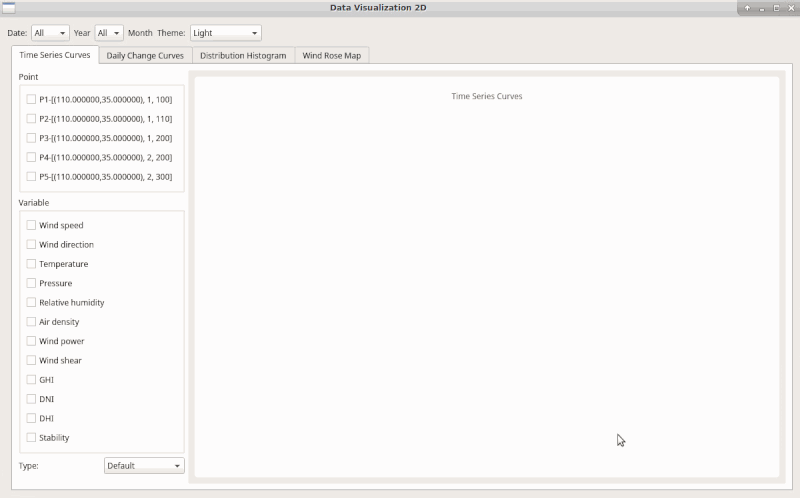 Data Visualization 2D
Date: All Year All Month Theme: Light
Time Series Curves Daily Change Curves Distribution Histogram Wind Rose Map
Point
P1-[(110.000000,35.000000), 1, 100]
P2-[(110.000000,35.000000), 1, 110]
P3-[(110.000000,35.000000), 1, 200]
P4-[(110.000000,35.000000), 2, 200]
P5-[(110.000000,35.000000), 2, 300]
Variable
Wind speed
Wind direction
Temperature
Pressure
Relative humidity
Air density
Wind power
Wind shear
GHI
DNI
DHI
Stability
Type: Default
Time Series Curves